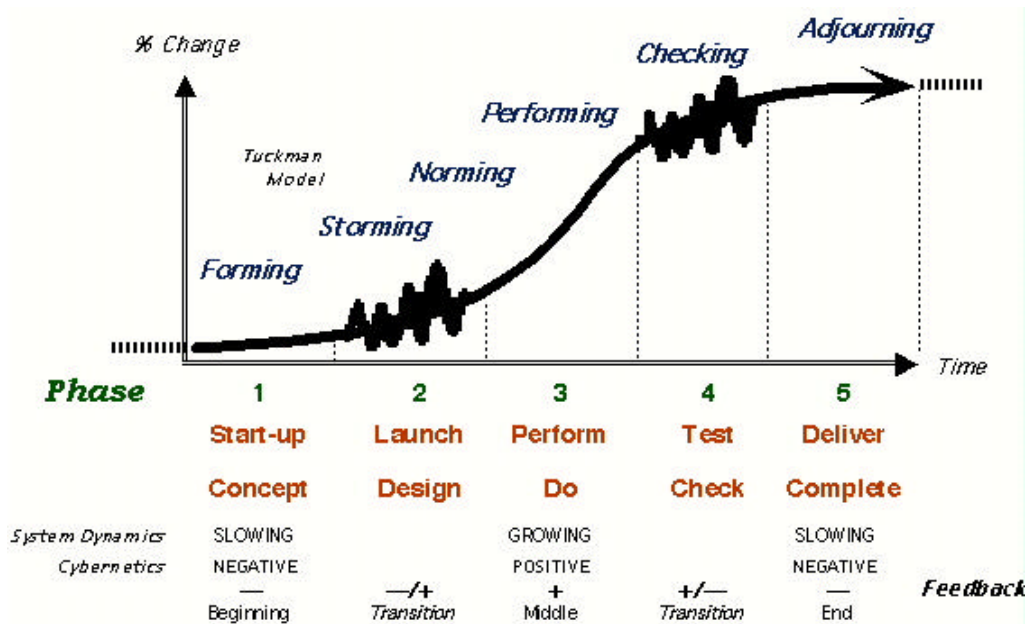 % Change
Adjourning
Checking
Performing
Tuckman
Model
Norming
Storming
Forming
Time
Phase 1 2 3 4 5
Start-up Launch Perform Test Deliver
Concept Design Do Check Complete
System Dynamics SLOWING GROWING SLOWING
Cybernetics NEGATIVE POSITIVE NEGATIVE
— —/+ + +/— — Feedback
Beginning Transition Middle Transition End